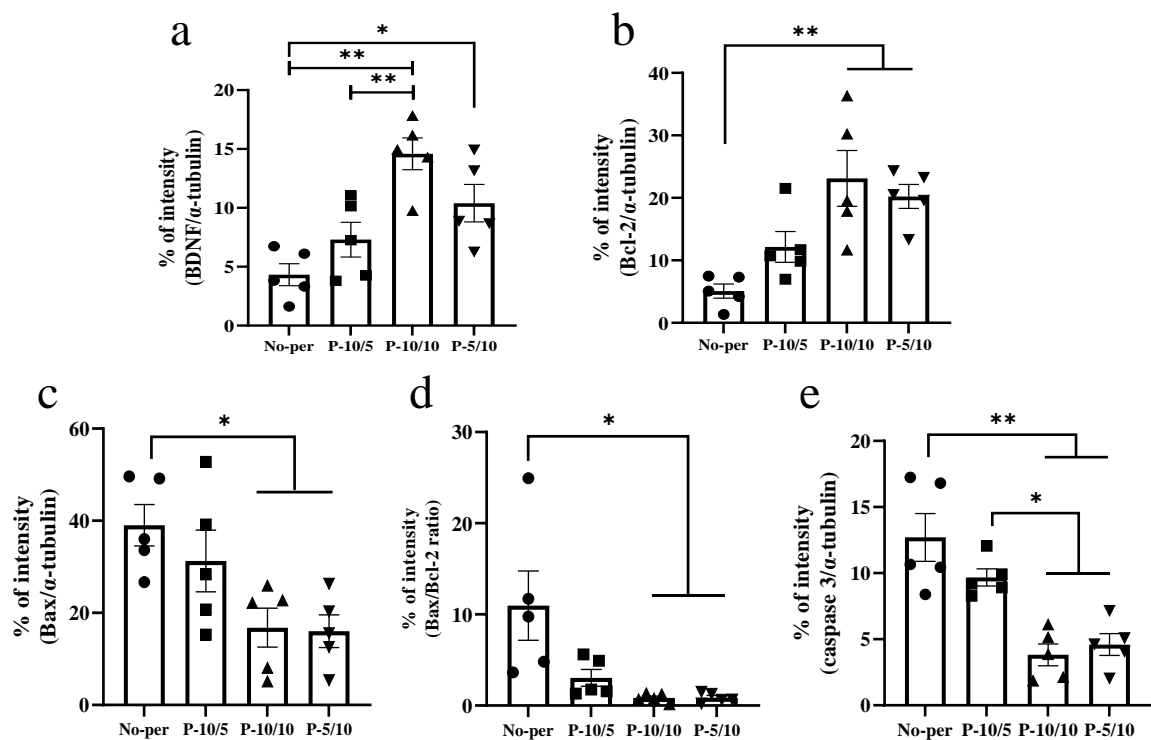 a
*
**
**
% of intensity
(BDNF/α-tubulin)
20
15
10
5
0
No-per P-10/5 P-10/10 P-5/10
b
**
% of intensity
(Bcl-2/α-tubulin)
40
30
20
10
0
No-per P-10/5 P-10/10 P-5/10
c
*
% of intensity
(Bax/α-tubulin)
60
40
20
0
No-per P-10/5 P-10/10 P-5/10
d
*
% of intensity
(Bax/Bcl-2 ratio)
30
20
10
0
No-per P-10/5 P-10/10 P-5/10
e
**
*
% of intensity
(caspase 3/α-tubulin)
20
15
10
5
0
No-per P-10/5 P-10/10 P-5/10